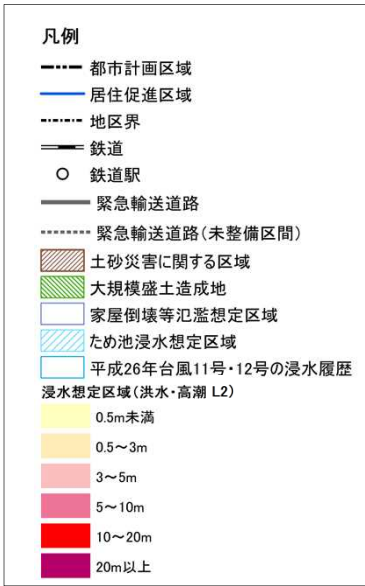 凡例
都市計画区域
居住促進区域
地区界
鉄道
鉄道駅
緊急輸送道路
緊急輸送道路（未整備区間）
土砂災害に関する区域
大規模盛土造成地
家屋倒壊等氾濫想定区域
ため池浸水想定区域
平成26年台風11号・12号の浸水履歴
浸水想定区域（洪水・高潮 L2）
0.5m未満
0.5～3m
3～5m
5～10m
10～20m
20m以上